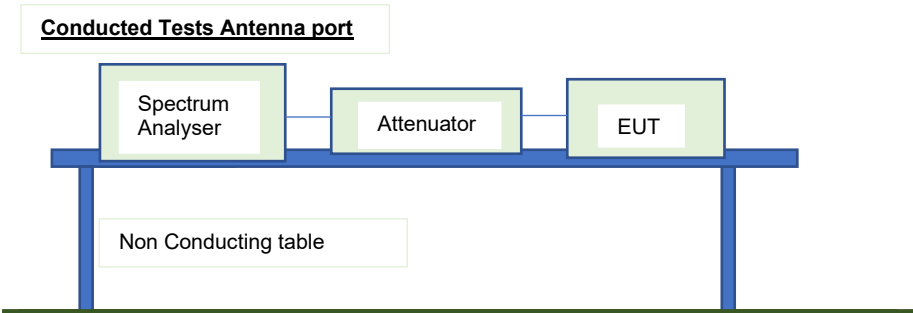 Conducted Tests Antenna port
Spectrum
Analyser
Attenuator
EUT
Non Conducting table